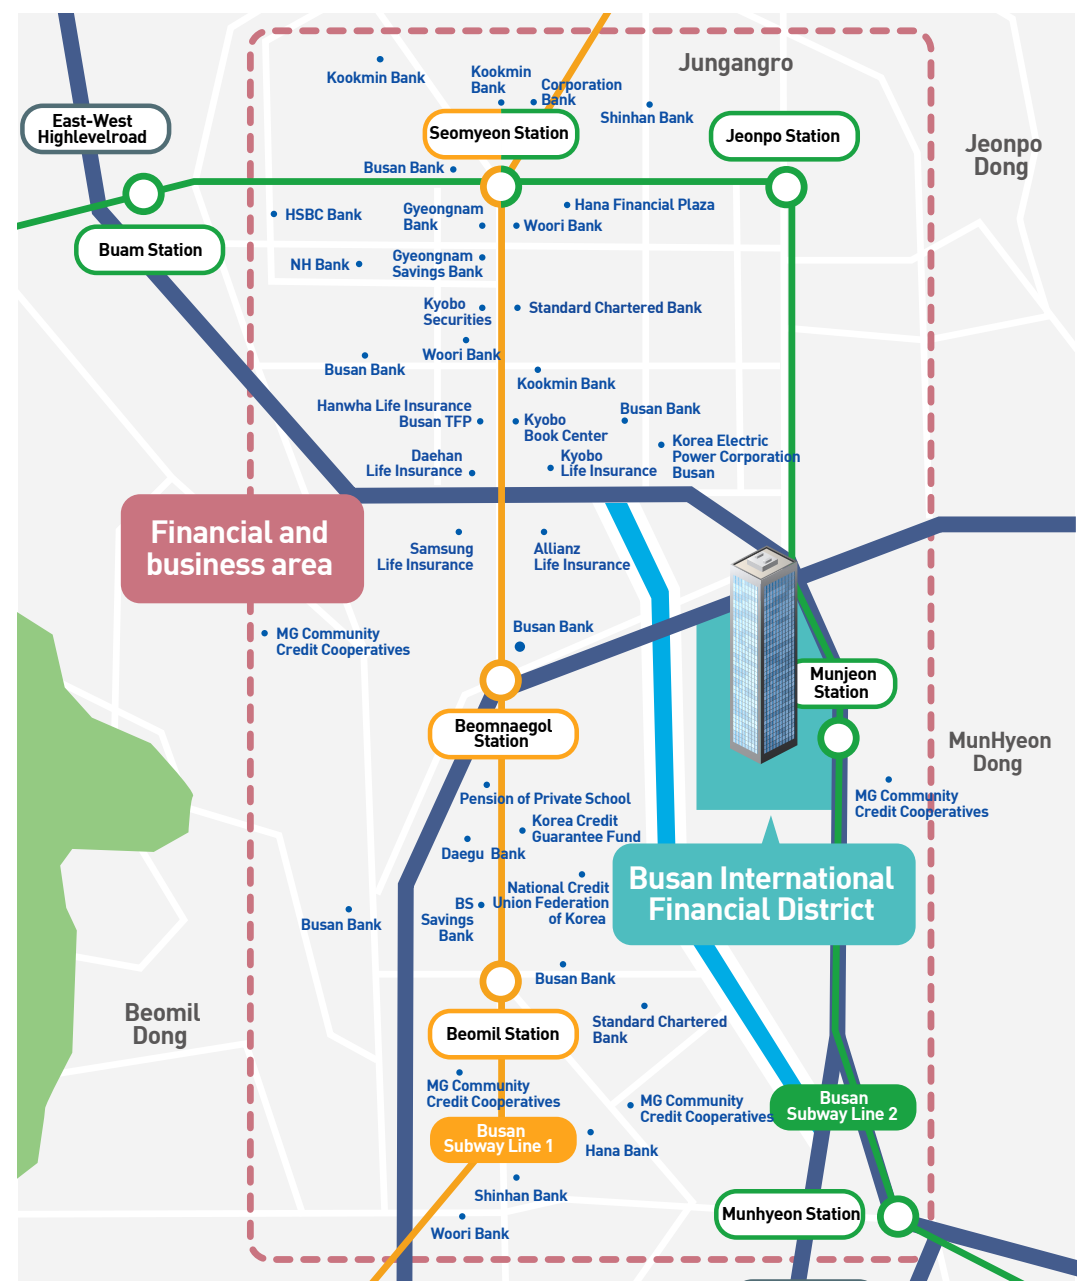 Jungangro
Kookmin Bank
Kookmin
Bank
Corporation
Bank
Shinhan Bank
East-West
Highlevelroad
Seomyeon Station
Jeonpo Station
Jeonpo
Dong
Busan Bank
HSBC Bank
Gyeongnam
Bank
Hana Financial Plaza
Woori Bank
Buam Station
NH Bank
Gyeongnam
Savings Bank
Kyobo
Securities
Standard Chartered Bank
Woori Bank
Busan Bank
Kookmin Bank
Hanwha Life Insurance
Busan TFP
Kyobo
Book Center
Busan Bank
Korea Electric
Power Corporation
Busan
Daehan
Life Insurance
Kyobo
Life Insurance
Financial and
business area
Samsung
Life Insurance
Allianz
Life Insurance
MG Community
Credit Cooperatives
Busan Bank
Munjeon
Station
Beomnaegol
Station
MunHyeon
Dong
MG Community
Credit Cooperatives
Pension of Private School
Korea Credit
Guarantee Fund
Daegu Bank
Busan International
Financial District
National Credit
Union Federation
of Korea
BS
Savings
Bank
Busan Bank
Busan Bank
Beomil
Dong
Beomil Station
Standard Chartered
Bank
MG Community
Credit Cooperatives
MG Community
Credit Cooperatives
Busan
Subway Line 2
Busan
Subway Line 1
Hana Bank
Shinhan Bank
Woori Bank
Munhyeon Station